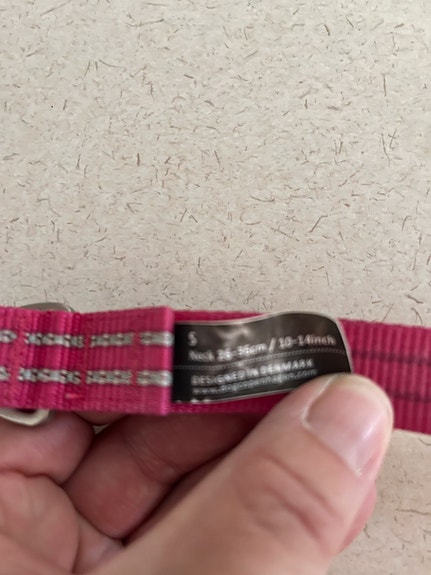 S
Neck 26-36cm / 10-14inch
DESIGNED IN DENMARK